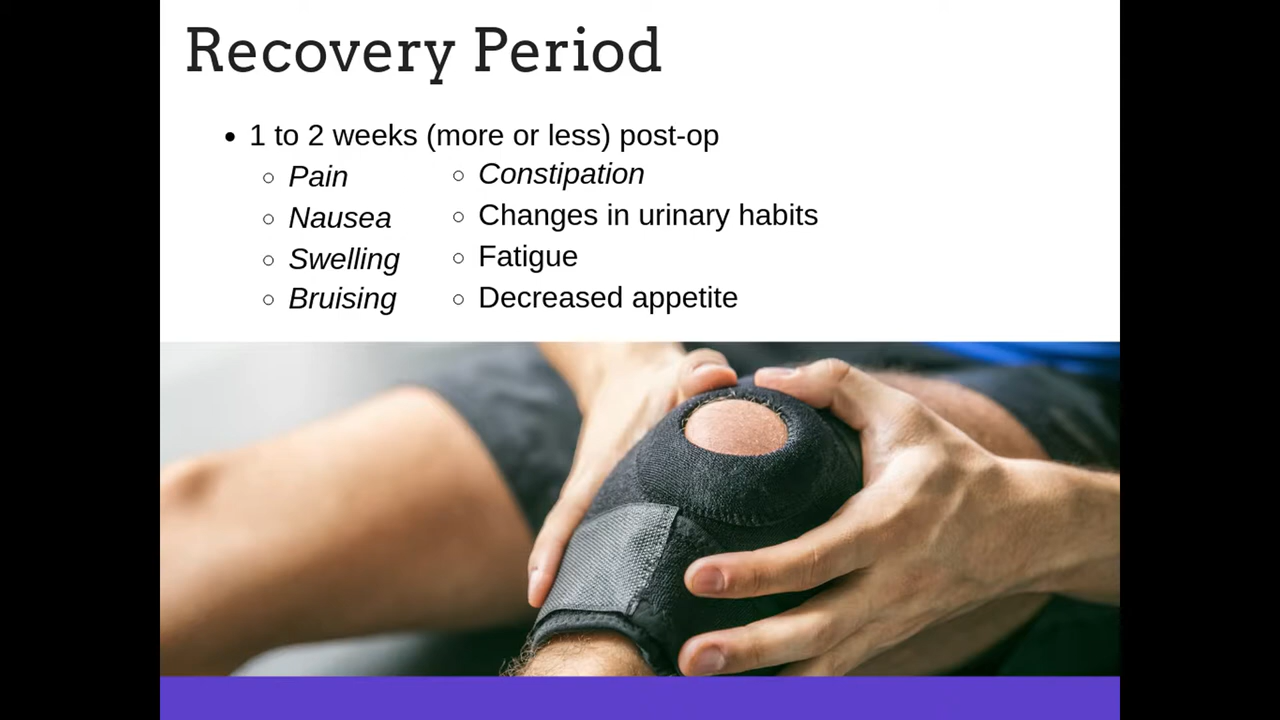 Recovery Period
1 to 2 weeks (more or less) post-op
Pain
Nausea
Swelling
Bruising
Constipation
Changes in urinary habits
Fatigue
Decreased appetite